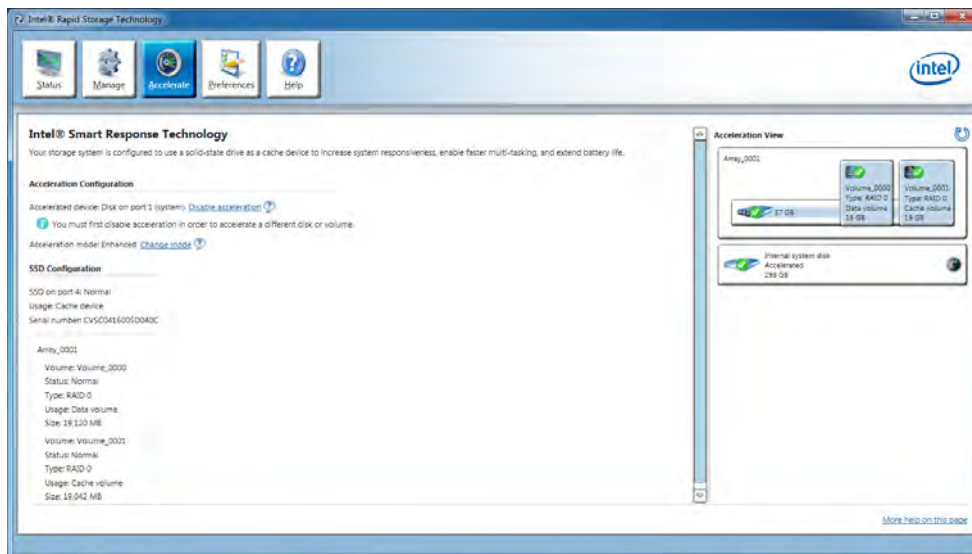 Intel® Rapid Storage Technology
Status
Manage
Accelerate
Preferences
Help
intel
Intel® Smart Response Technology
Your storage system is configured to use a solid-state drive as a cache device to increase system responsiveness, enable faster multi-tasking, and extend battery life.
Acceleration Configuration
Accelerated device: Disk on port 1 (system) Disable acceleration ?
You must first disable acceleration in order to accelerate a different disk or volume.
Acceleration mode: Enhanced Change mode ?
SSD Configuration
SSD on port 4: Normal
Usage: Cache device
Serial number: CVSC041600SD040C
Array_0001
Volume: Volume_0000
Status: Normal
Type: RAID 0
Usage: Data volume
Size: 19,120 MB
Volume: Volume_0001
Status: Normal
Type: RAID 0
Usage: Cache volume
Size: 19,042 MB
Acceleration View
Array_0001
37 GB
Volume_0000
Type: RAID 0
Data volume
19 GB
Volume_0001
Type: RAID 0
Cache volume
19 GB
Internal system disk
Accelerated
298 GB
More help on this page